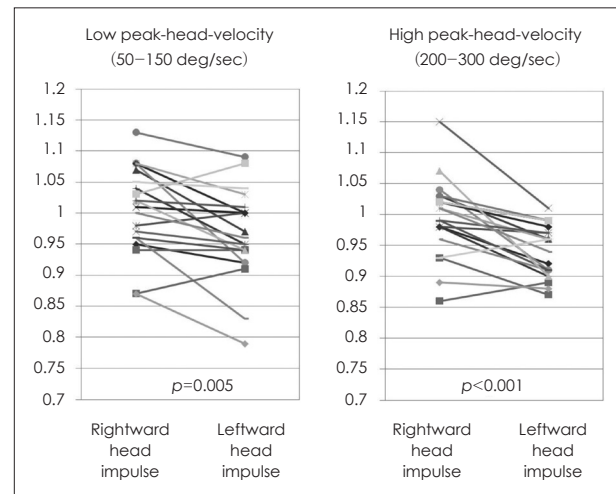 Low peak-head-velocity
(50−150 deg/sec)
1.2
1.15
1.1
1.05
1
0.95
0.9
0.85
0.8
0.75
0.7
p=0.005
Rightward
head
impulse
Leftward
head
impulse
High peak-head-velocity
(200−300 deg/sec)
1.2
1.15
1.1
1.05
1
0.95
0.9
0.85
0.8
0.75
0.7
p<0.001
Rightward
head
impulse
Leftward
head
impulse